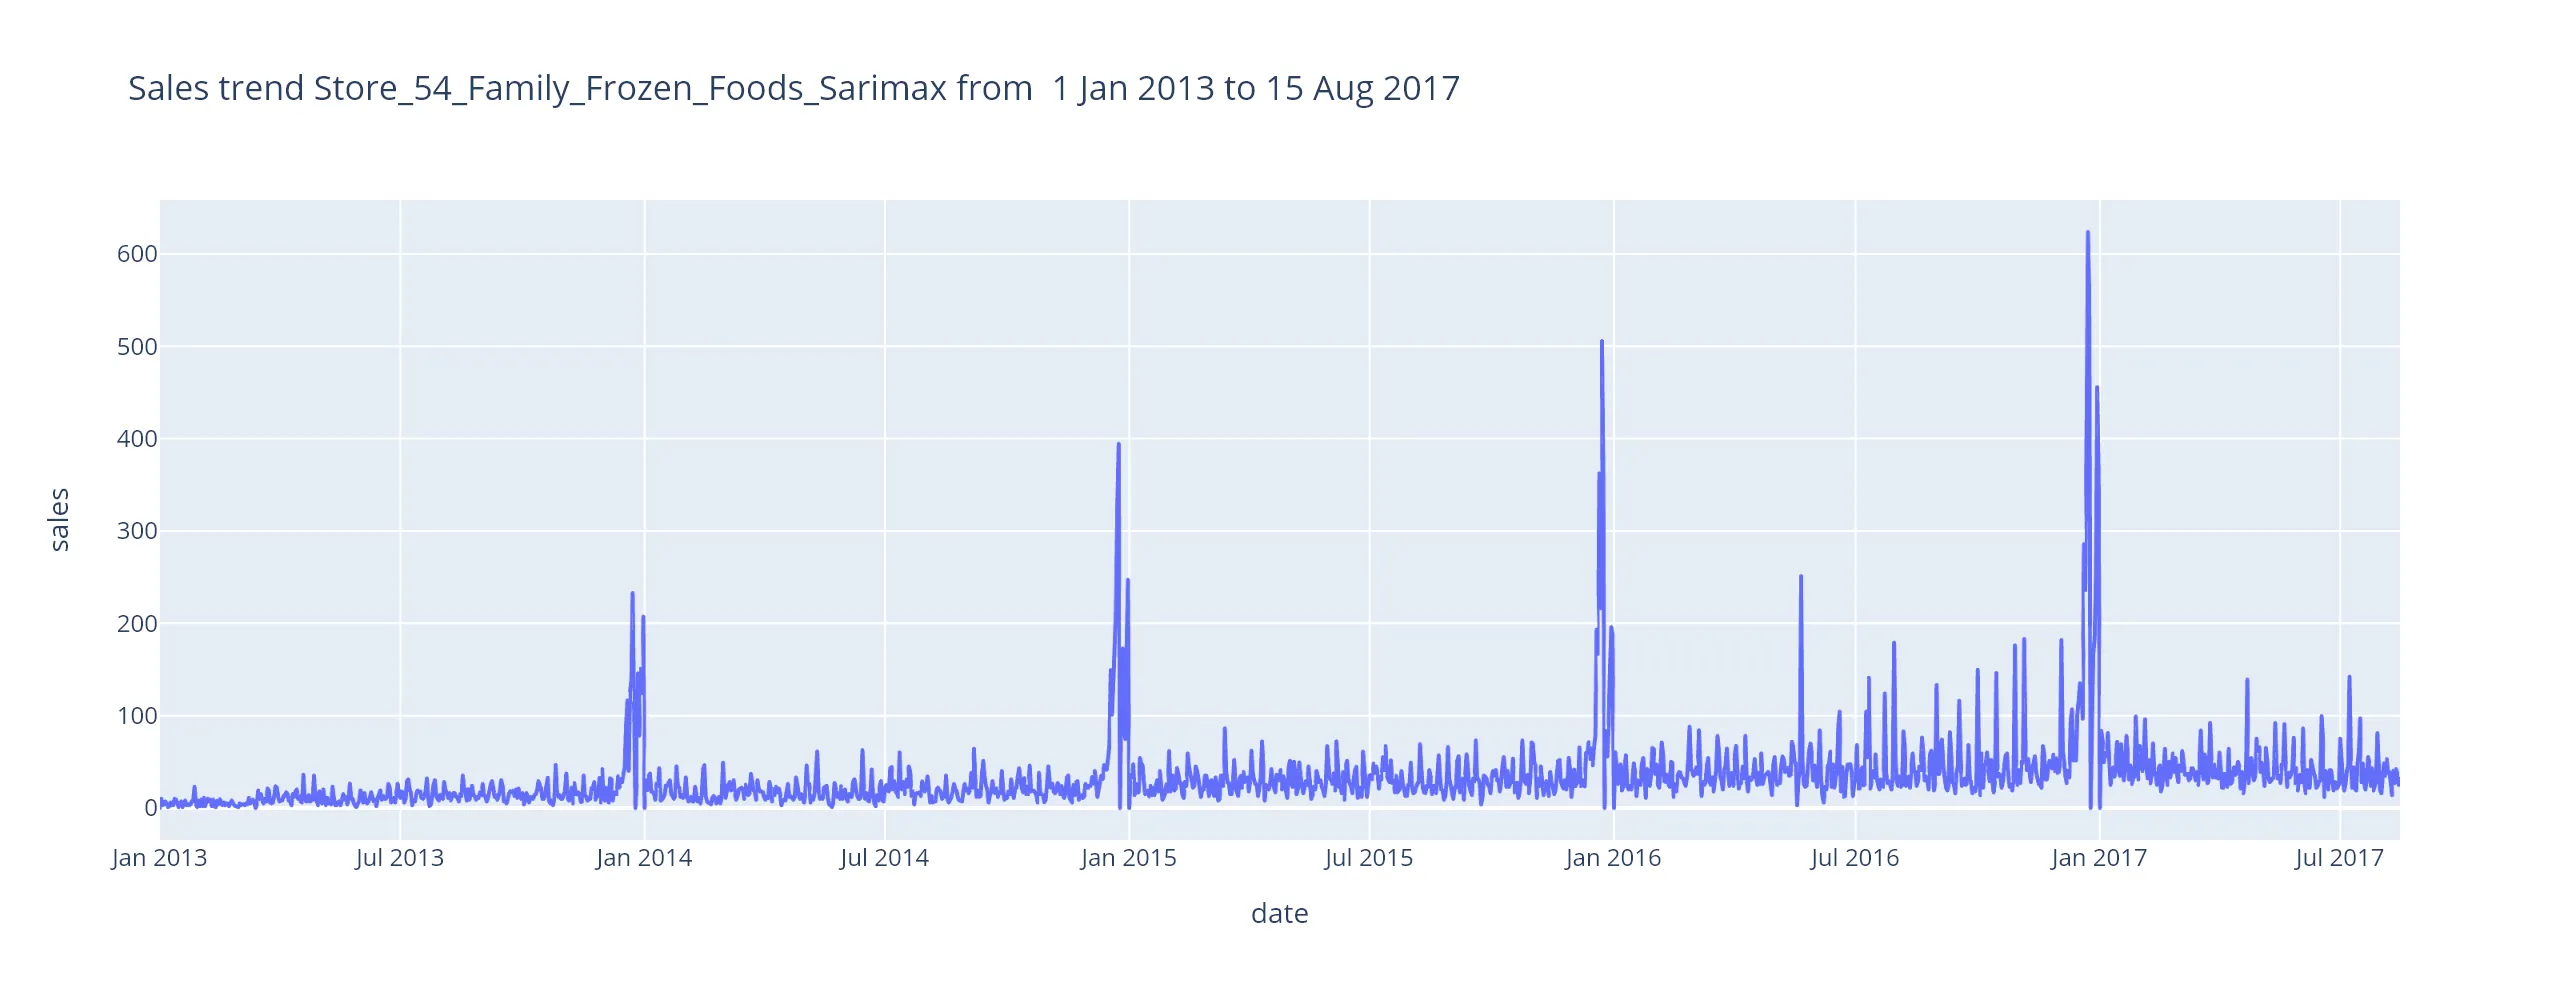 Sales trend Store_54_Family_Frozen_Foods_Sarimax from  1 Jan 2013 to 15 Aug 2017
600
500
400
300
200
100
0
sales
Jan 2013 Jul 2013 Jan 2014 Jul 2014 Jan 2015 Jul 2015 Jan 2016 Jul 2016 Jan 2017 Jul 2017
date